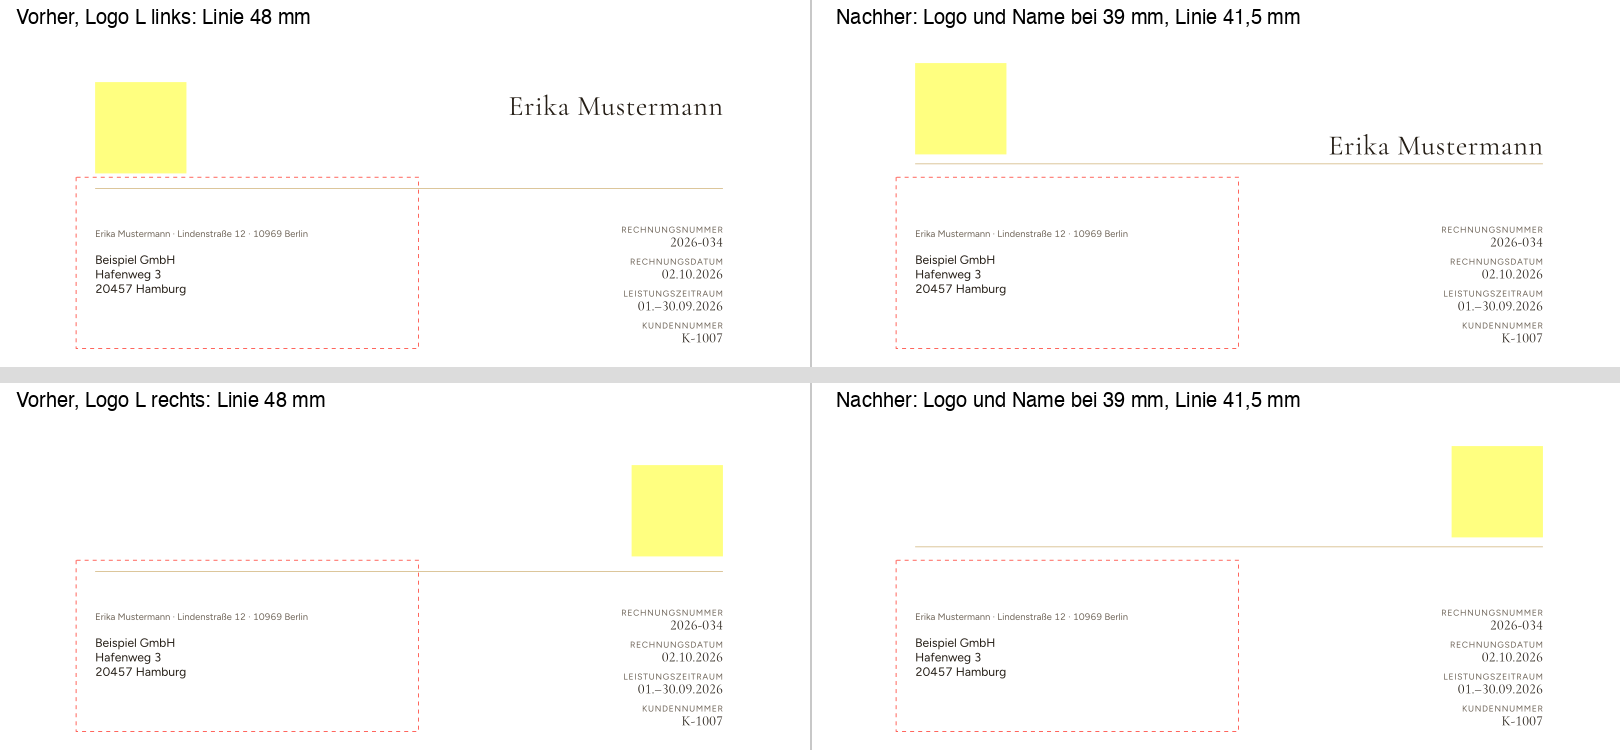 Vorher, Logo L links: Linie 48 mm
Erika Mustermann
Erika Mustermann · Lindenstraße 12 · 10969 Berlin
Beispiel GmbH
Hafenweg 3
20457 Hamburg
RECHNUNGSNUMMER
2026-034
RECHNUNGSDATUM
02.10.2026
LEISTUNGSZEITRAUM
01.–30.09.2026
KUNDENNUMMER
K-1007
Nachher: Logo und Name bei 39 mm, Linie 41,5 mm
Erika Mustermann
Erika Mustermann · Lindenstraße 12 · 10969 Berlin
Beispiel GmbH
Hafenweg 3
20457 Hamburg
RECHNUNGSNUMMER
2026-034
RECHNUNGSDATUM
02.10.2026
LEISTUNGSZEITRAUM
01.–30.09.2026
KUNDENNUMMER
K-1007
Vorher, Logo L rechts: Linie 48 mm
Erika Mustermann · Lindenstraße 12 · 10969 Berlin
Beispiel GmbH
Hafenweg 3
20457 Hamburg
RECHNUNGSNUMMER
2026-034
RECHNUNGSDATUM
02.10.2026
LEISTUNGSZEITRAUM
01.–30.09.2026
KUNDENNUMMER
K-1007
Nachher: Logo und Name bei 39 mm, Linie 41,5 mm
Erika Mustermann · Lindenstraße 12 · 10969 Berlin
Beispiel GmbH
Hafenweg 3
20457 Hamburg
RECHNUNGSNUMMER
2026-034
RECHNUNGSDATUM
02.10.2026
LEISTUNGSZEITRAUM
01.–30.09.2026
KUNDENNUMMER
K-1007